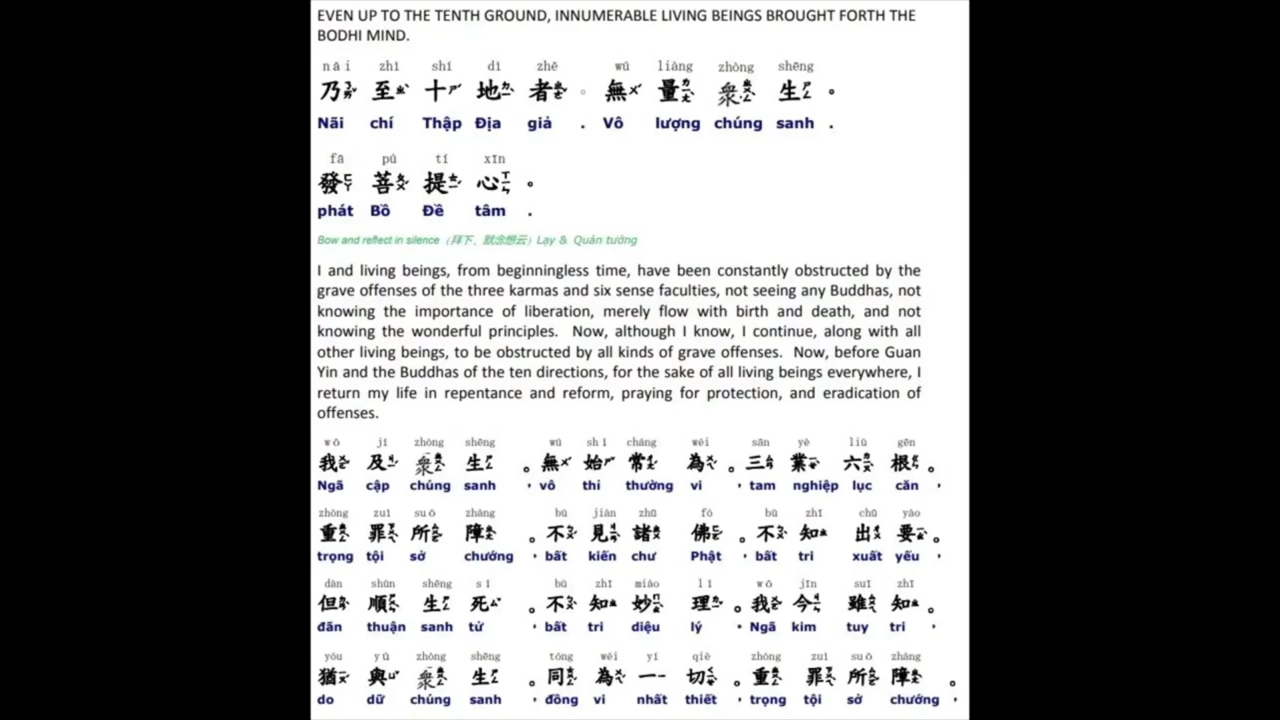 EVEN UP TO THE TENTH GROUND, INNUMERABLE LIVING BEINGS BROUGHT FORTH THE
BODHI MIND.
nǎi zhì shí dì zhě wú liàng zhòng shēng
乃 至 十 地 者 。 無 量 衆 生 。
Nãi chí Thập Địa giả . Vô lượng chúng sanh .
fā pú tí xīn
發 菩 提 心 。
phát Bồ Đề tâm .
Bow and reflect in silence (拜下、默念想云) Lạy & Quán tưởng
I and living beings, from beginningless time, have been constantly obstructed by the
grave offenses of the three karmas and six sense faculties, not seeing any Buddhas, not
knowing the importance of liberation, merely flow with birth and death, and not
knowing the wonderful principles. Now, although I know, I continue, along with all
other living beings, to be obstructed by all kinds of grave offenses. Now, before Guan
Yin and the Buddhas of the ten directions, for the sake of all living beings everywhere, I
return my life in repentance and reform, praying for protection, and eradication of
offenses.
wǒ jí zhòng shēng wú shǐ cháng wéi sān yè liù gēn
我 及 衆 生 。 無 始 常 為 。 三 業 六 根 。
Ngã cập chúng sanh , vô thỉ thường vi , tam nghiệp lục căn ,
zhòng zuì suǒ zhàng bú jiàn zhū fó bù zhī chū yào
重 罪 所 障 。 不 見 諸 佛 。 不 知 出 要 。
trọng tội sở chướng , bất kiến chư Phật , bất tri xuất yếu ,
dàn shùn shēng sǐ bù zhī miào lǐ wǒ jīn suī zhī
但 順 生 死 。 不 知 妙 理 。 我 今 雖 知 。
đãn thuận sanh tử , bất tri diệu lý . Ngã kim tuy tri ,
yóu yǔ zhòng shēng tóng wéi yí qiè zhòng zuì suǒ zhàng
猶 與 衆 生 。 同 為 一 切 。 重 罪 所 障 。
do dữ chúng sanh , đồng vi nhất thiết , trọng tội sở chướng ,